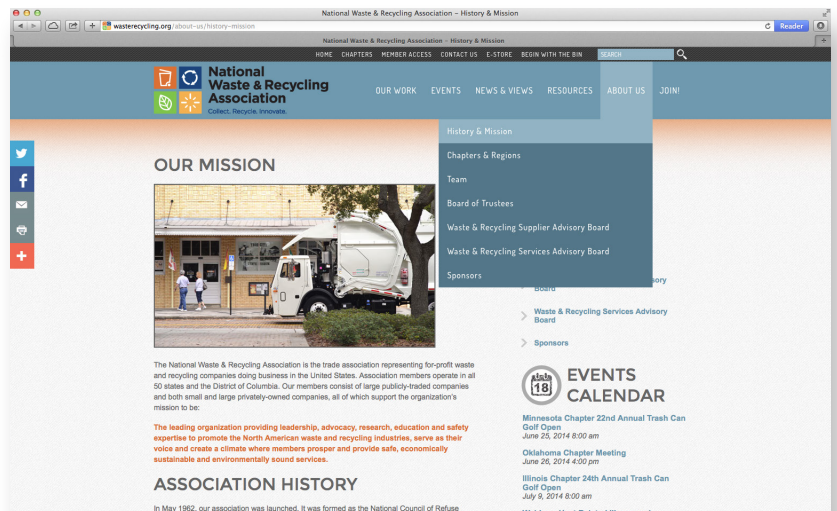 National Waste & Recycling Association – History & Mission
wasterecycling.org/about-us/history-mission
Reader
National Waste & Recycling Association – History & Mission
HOME CHAPTERS MEMBER ACCESS CONTACT US E-STORE BEGIN WITH THE BIN SEARCH
National
Waste & Recycling
Association
Collect. Recycle. Innovate.
OUR WORK EVENTS NEWS & VIEWS RESOURCES ABOUT US JOIN!
History & Mission
Chapters & Regions
Team
Board of Trustees
Waste & Recycling Supplier Advisory Board
Waste & Recycling Services Advisory Board
Sponsors
OUR MISSION
The National Waste & Recycling Association is the trade association representing for-profit waste
and recycling companies doing business in the United States. Association members operate in all
50 states and the District of Columbia. Our members consist of large publicly-traded companies
and both small and large privately-owned companies, all of which support the organization's
mission to be:
The leading organization providing leadership, advocacy, research, education and safety
expertise to promote the North American waste and recycling industries, serve as their
voice and create a climate where members prosper and provide safe, economically
sustainable and environmentally sound services.
ASSOCIATION HISTORY
In May 1962, our association was launched. It was formed as the National Council of Refuse
Board
Waste & Recycling Services Advisory
Board
Sponsors
18
EVENTS
CALENDAR
Minnesota Chapter 22nd Annual Trash Can
Golf Open
June 25, 2014 8:00 am
Oklahoma Chapter Meeting
June 26, 2014 4:00 pm
Illinois Chapter 24th Annual Trash Can
Golf Open
July 9, 2014 8:00 am